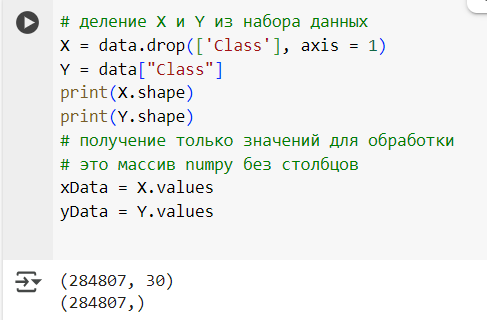 # деление X и Y из набора данных
X = data.drop(['Class'], axis = 1)
Y = data["Class"]
print(X.shape)
print(Y.shape)
# получение только значений для обработки
# это массив numpy без столбцов
xData = X.values
yData = Y.values
(284807, 30)
(284807,)